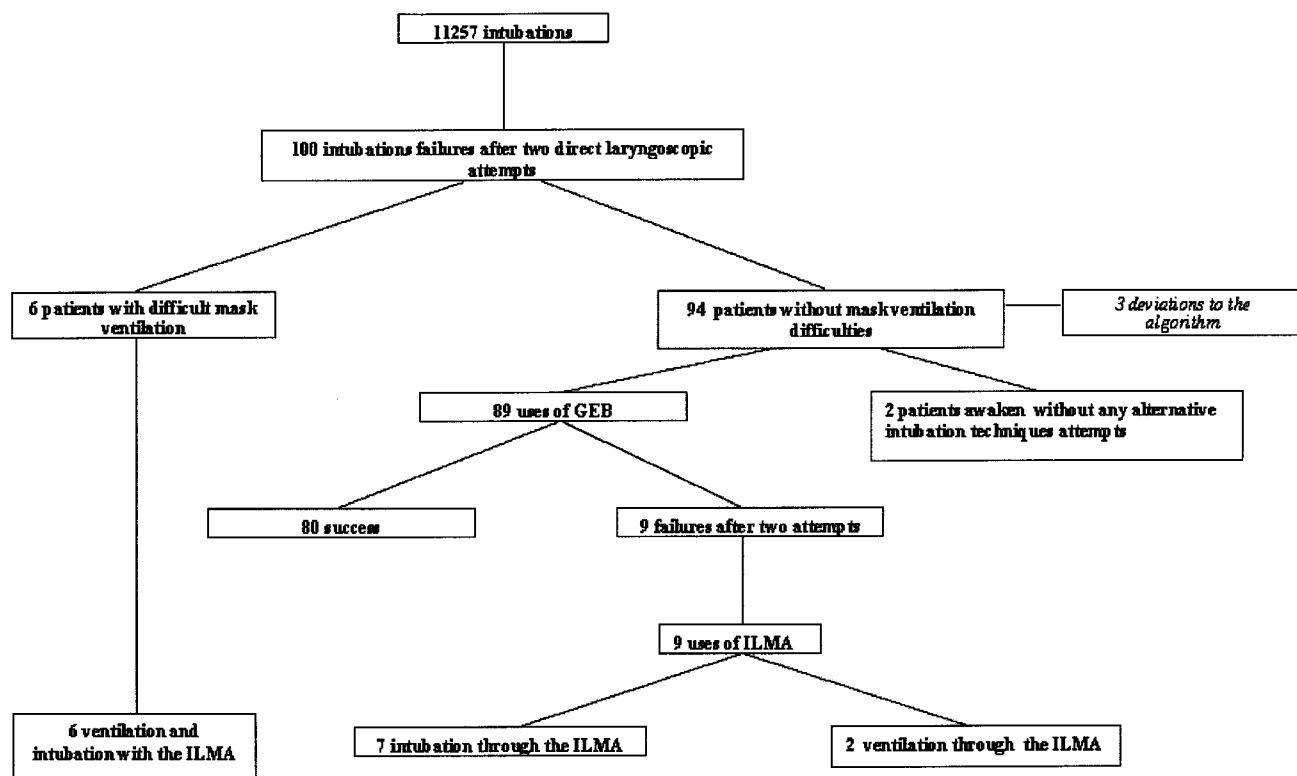 11257 intubations
100 intubations failures after two direct laryngoscopic
attempts
6 patients with difficult mask
ventilation
94 patients without mask ventilation
difficulties
3 deviations to the
algorithm
89 uses of GEB
2 patients awaken without any alternative
intubation techniques attempts
80 success
9 failures after two attempts
9 uses of ILMA
6 ventilation and
intubation with the ILMA
7 intubation through the ILMA
2 ventilation through the ILMA